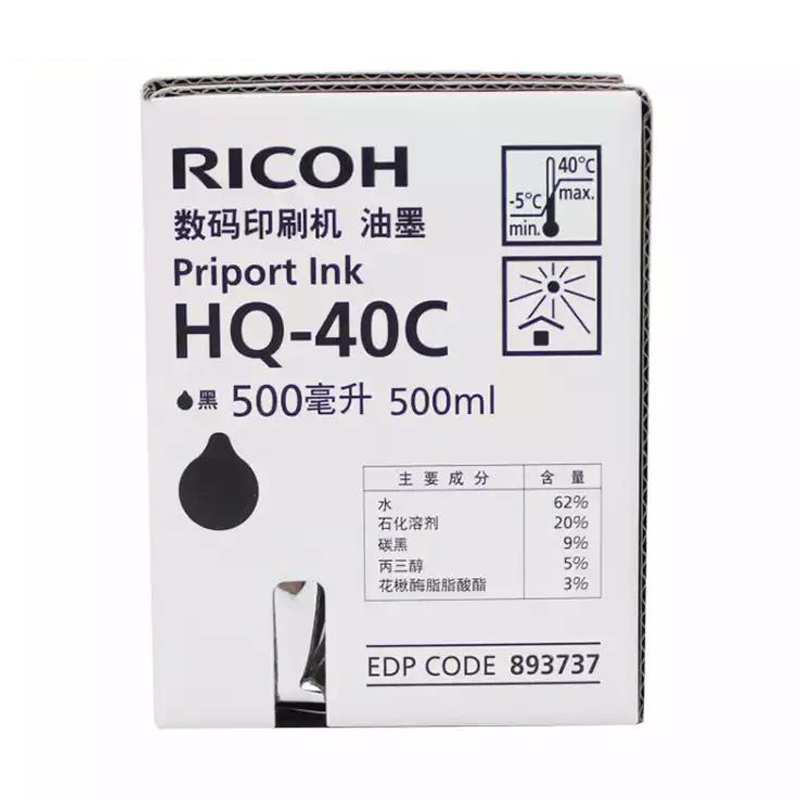 RICOH
数码印刷机 油墨
Priport Ink
HQ-40C
黑 500毫升 500ml
40°C
max.
-5°C
min.
主要成分 含量
水 62%
石化溶剂 20%
碳黑 9%
丙三醇 5%
花楸酶脂脂酸酯 3%
EDP CODE 893737